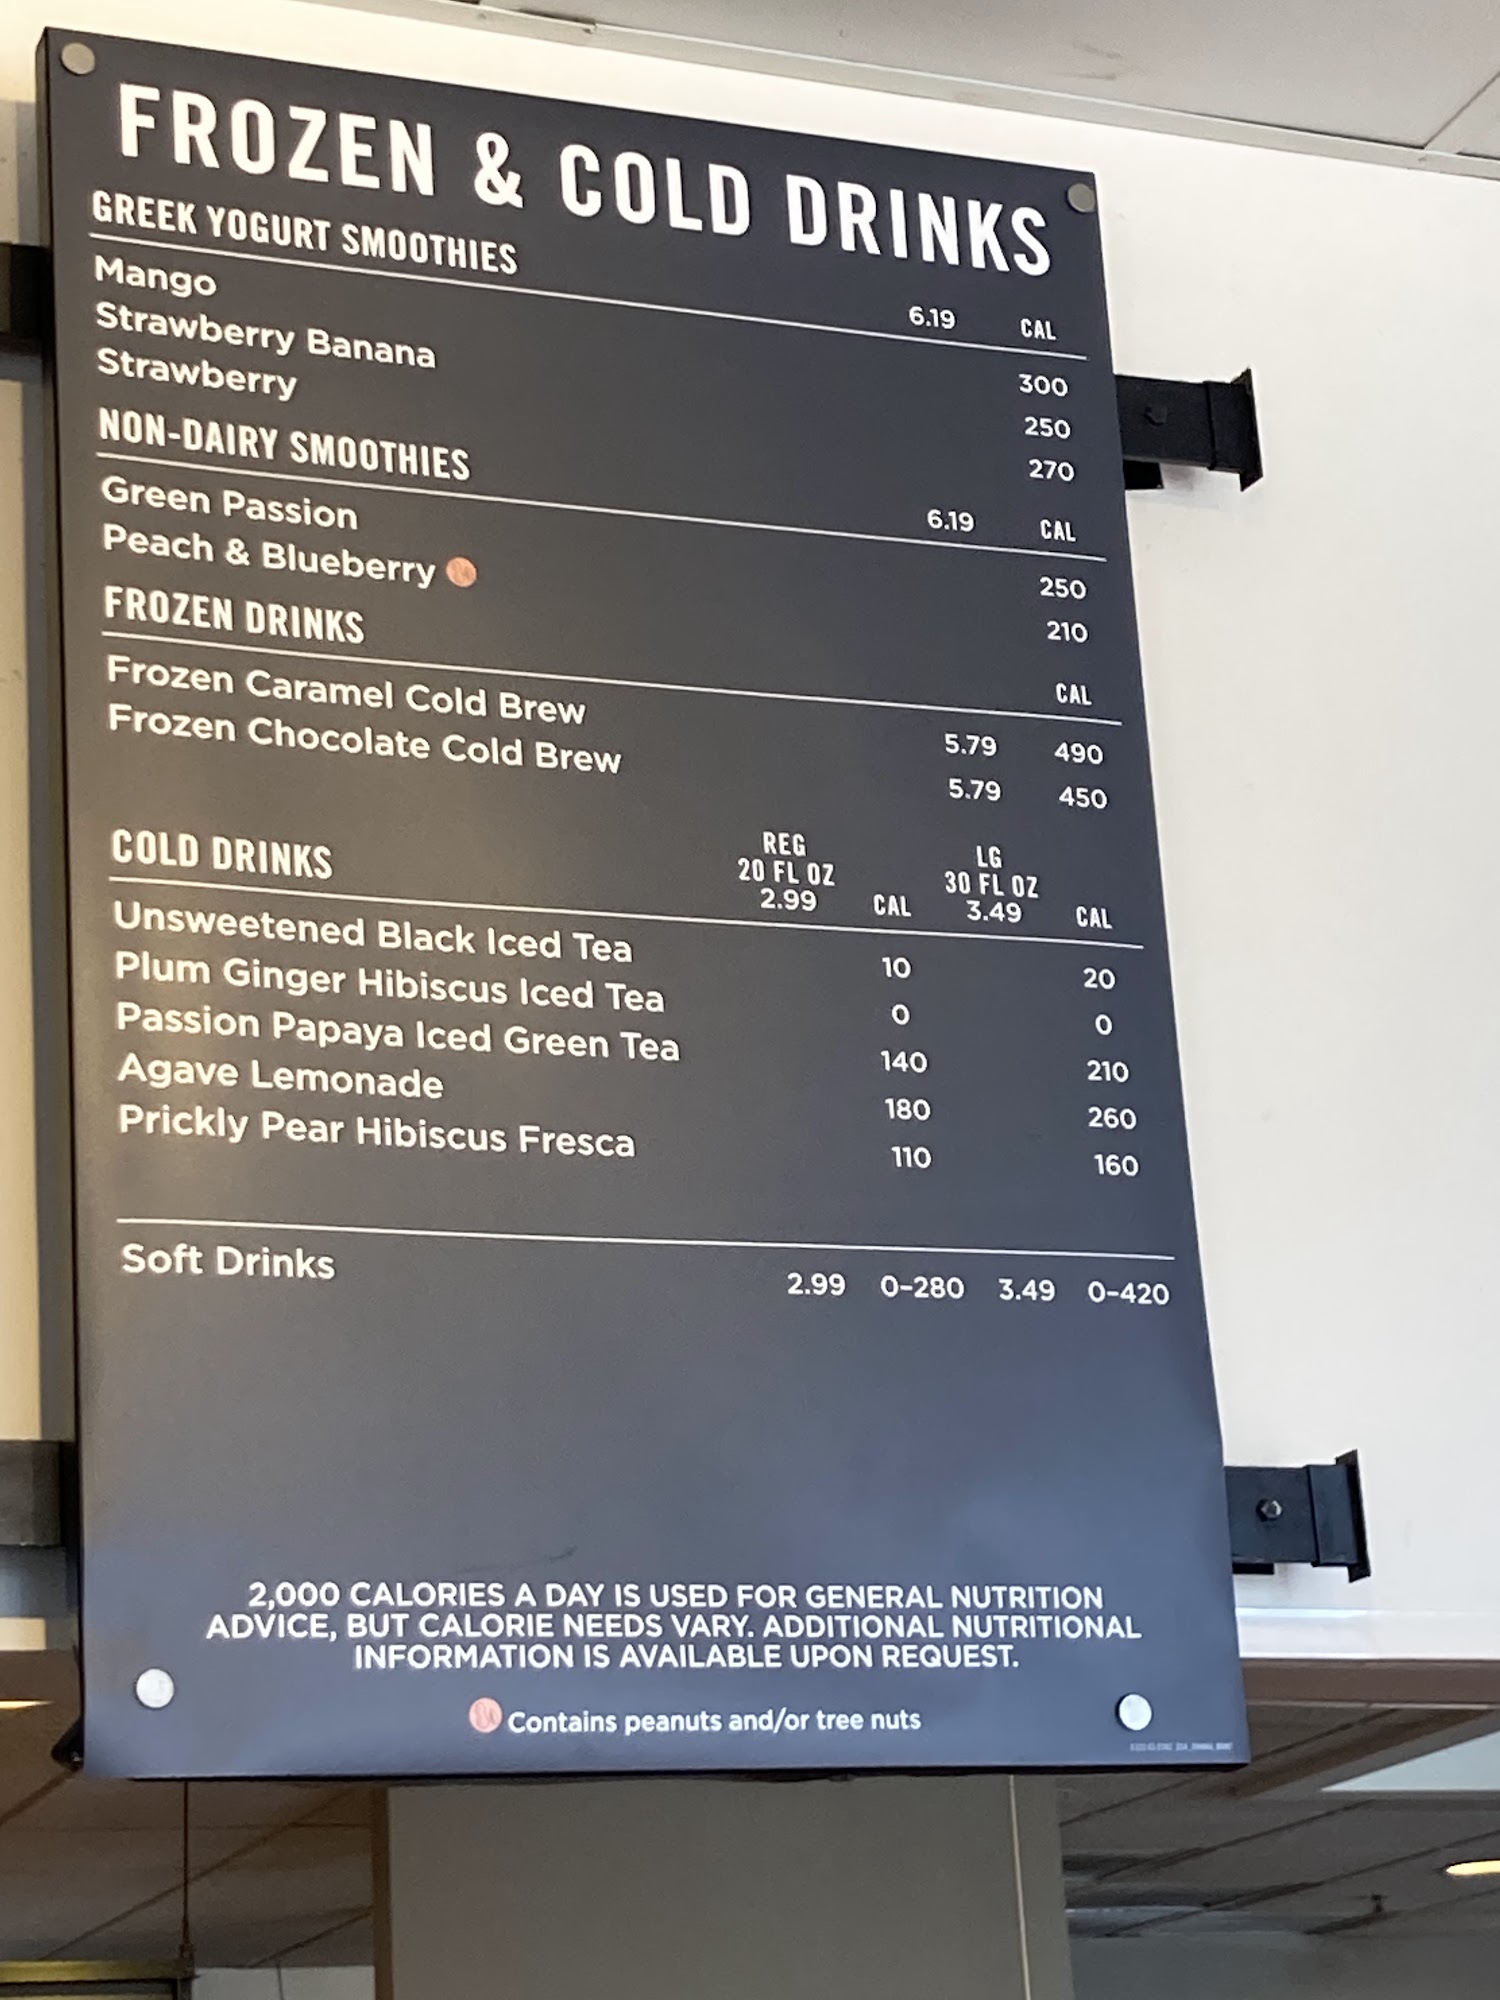 FROZEN & COLD DRINKS
GREEK YOGURT SMOOTHIES 6.19 CAL
Mango 300
Strawberry Banana 250
Strawberry 270
NON-DAIRY SMOOTHIES 6.19 CAL
Green Passion 250
Peach & Blueberry 210
FROZEN DRINKS CAL
Frozen Caramel Cold Brew 5.79 490
Frozen Chocolate Cold Brew 5.79 450
REG LG
20 FL OZ 30 FL OZ
COLD DRINKS 2.99 CAL 3.49 CAL
Unsweetened Black Iced Tea 10 20
Plum Ginger Hibiscus Iced Tea 0 0
Passion Papaya Iced Green Tea 140 210
Agave Lemonade 180 260
Prickly Pear Hibiscus Fresca 110 160
Soft Drinks 2.99 0-280 3.49 0-420
2,000 CALORIES A DAY IS USED FOR GENERAL NUTRITION
ADVICE, BUT CALORIE NEEDS VARY. ADDITIONAL NUTRITIONAL
INFORMATION IS AVAILABLE UPON REQUEST.
Contains peanuts and/or tree nuts